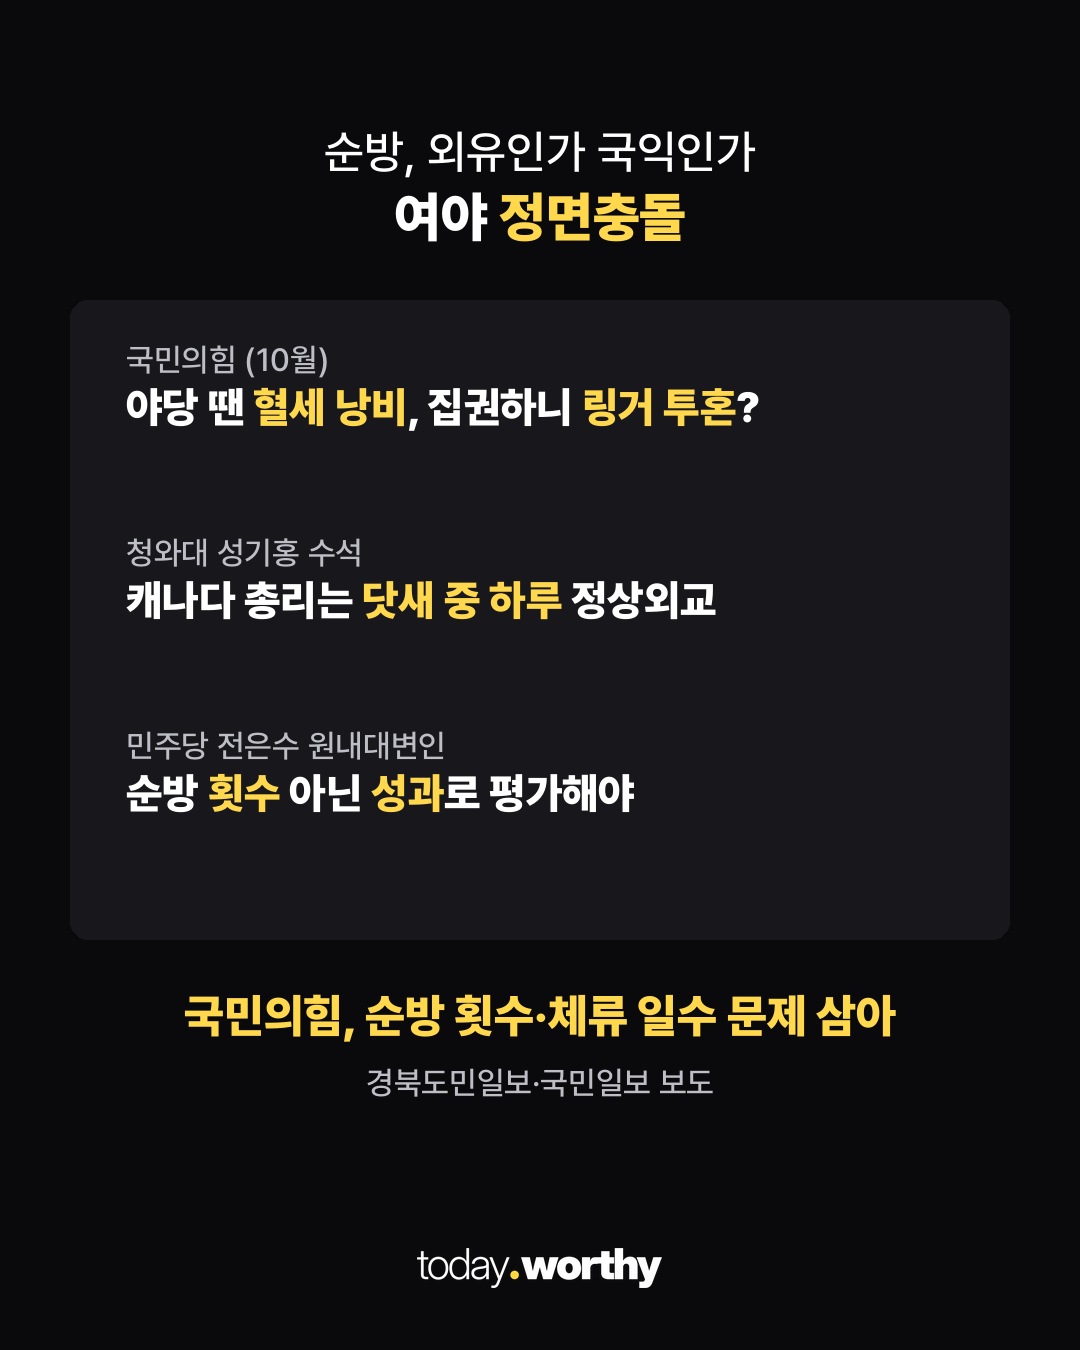 순방, 외유인가 국익인가
여야 정면충돌
국민의힘 (10월)
야당 땐 혈세 낭비, 집권하니 링거 투혼?
청와대 성기홍 수석
캐나다 총리는 닷새 중 하루 정상외교
민주당 전은수 원내대변인
순방 횟수 아닌 성과로 평가해야
국민의힘, 순방 횟수·체류 일수 문제 삼아
경북도민일보·국민일보 보도
today.worthy